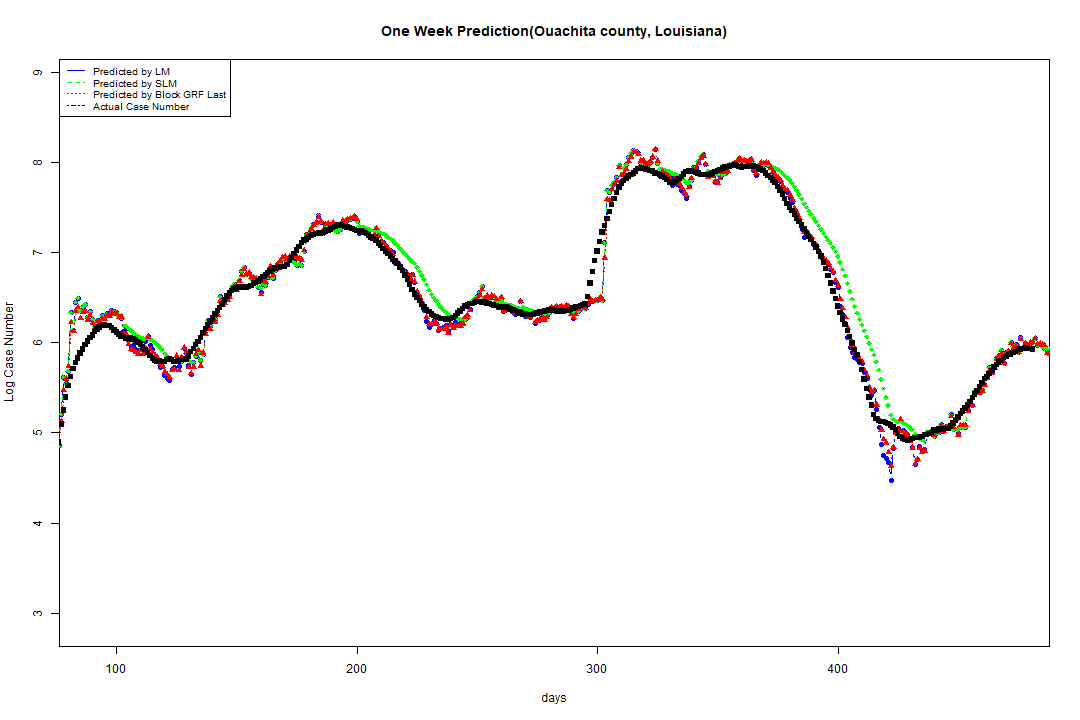 One Week Prediction(Ouachita county, Louisiana)
Predicted by LM
Predicted by SLM
Predicted by Block GRF Last
Actual Case Number
9
8
7
6
5
4
3
Log Case Number
100 200 300 400
days